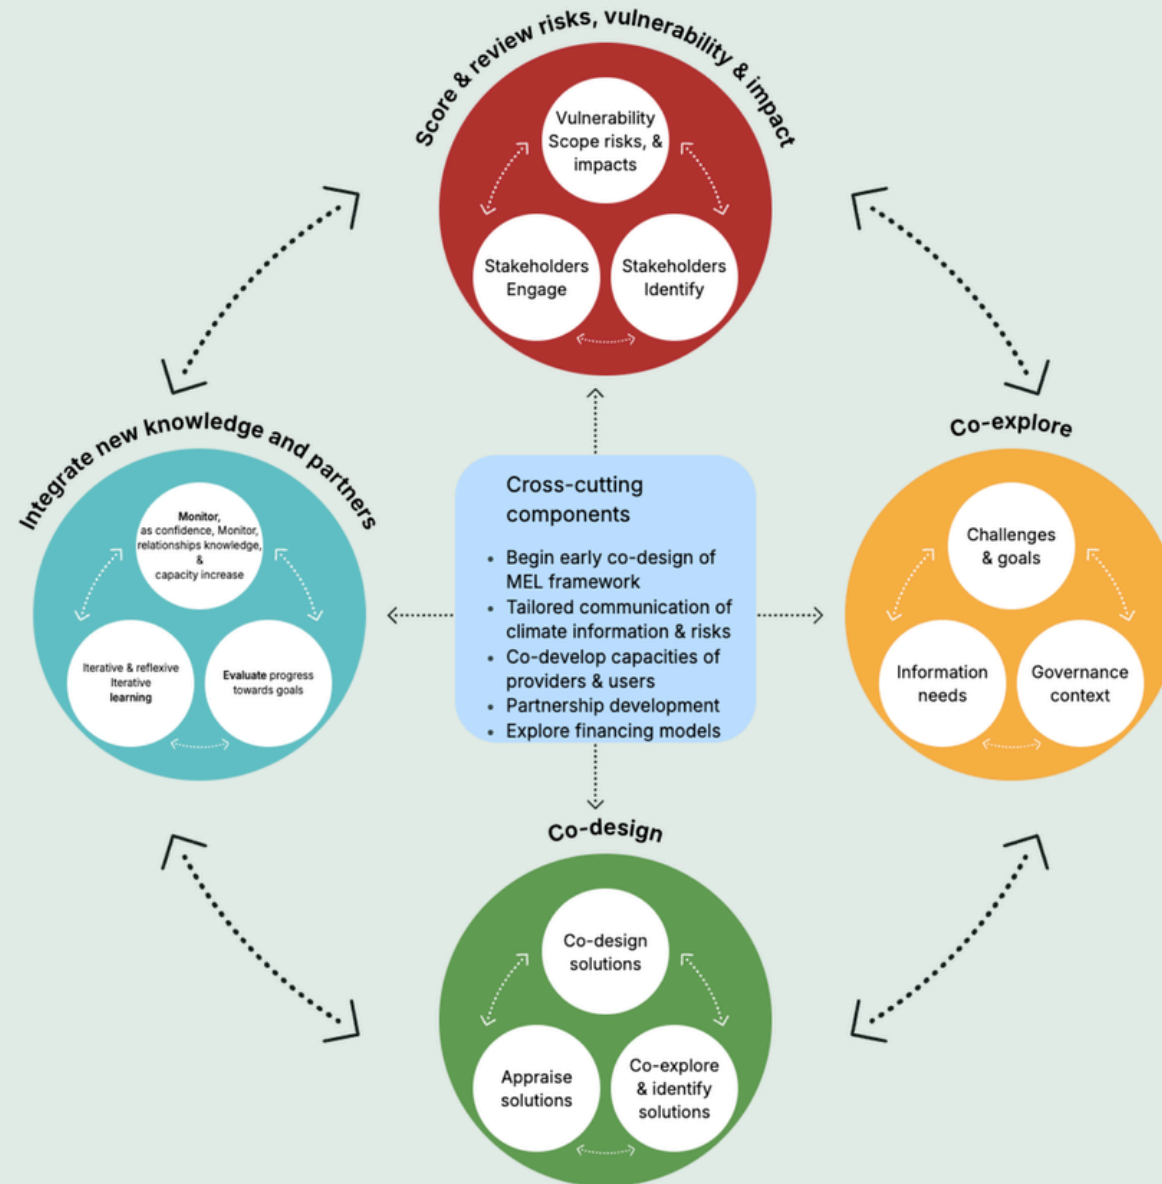 Score & review risks, vulnerability & impact
Vulnerability
Scope risks, &
impacts
Stakeholders
Engage
Stakeholders
Identify
Integrate new knowledge and partners
Monitor,
as confidence, Monitor,
relationships knowledge,
&
capacity increase
Iterative & reflexive
Iterative
learning
Evaluate progress
towards goals
Cross-cutting
components
• Begin early co-design of
MEL framework
• Tailored communication of
climate information & risks
• Co-develop capacities of
providers & users
• Partnership development
• Explore financing models
Co-explore
Challenges
& goals
Information
needs
Governance
context
Co-design
Co-design
solutions
Appraise
solutions
Co-explore
& identify
solutions